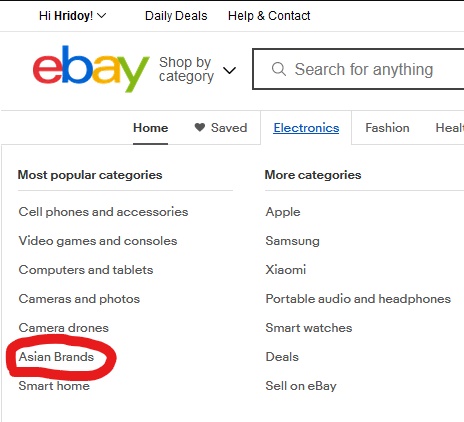 Hi Hridoy! Daily Deals Help & Contact
ebay Shop by category Search for anything
Home Saved Electronics Fashion Heal
Most popular categories
Cell phones and accessories
Video games and consoles
Computers and tablets
Cameras and photos
Camera drones
Asian Brands
Smart home
More categories
Apple
Samsung
Xiaomi
Portable audio and headphones
Smart watches
Deals
Sell on eBay